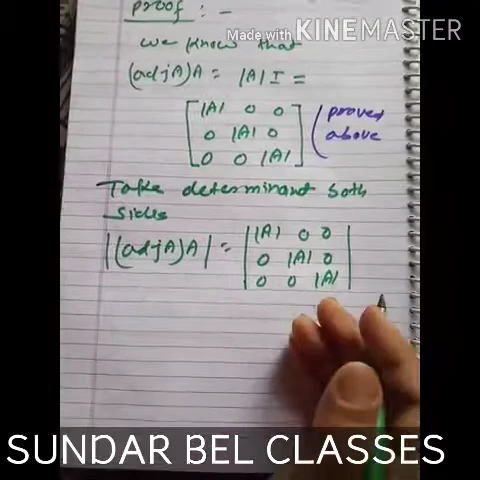 proof : -
Made with KINEMASTER
we know that
(adjA)A = |A| I =
|A| 0 0
0 |A| 0
0 0 |A|
proved
above
Take determinant both
sides
|(adjA)A| = |A| 0 0
0 |A| 0
0 0 |A|
SUNDAR BEL CLASSES